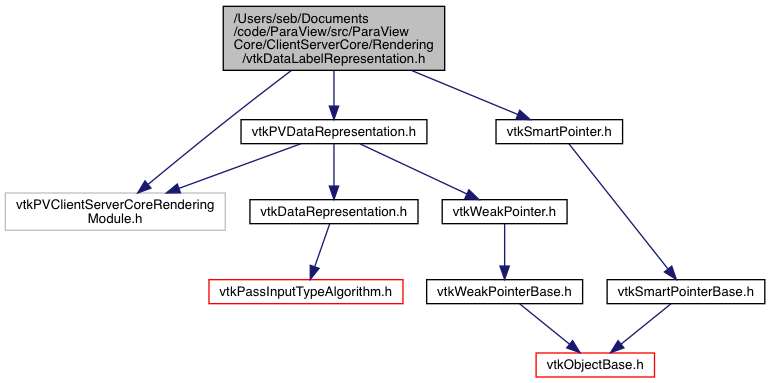 /Users/seb/Documents
/code/ParaView/src/ParaView
Core/ClientServerCore/Rendering
/vtkDataLabelRepresentation.h
vtkPVDataRepresentation.h
vtkSmartPointer.h
vtkPVClientServerCoreRendering
Module.h
vtkDataRepresentation.h
vtkWeakPointer.h
vtkPassInputTypeAlgorithm.h
vtkWeakPointerBase.h
vtkSmartPointerBase.h
vtkObjectBase.h